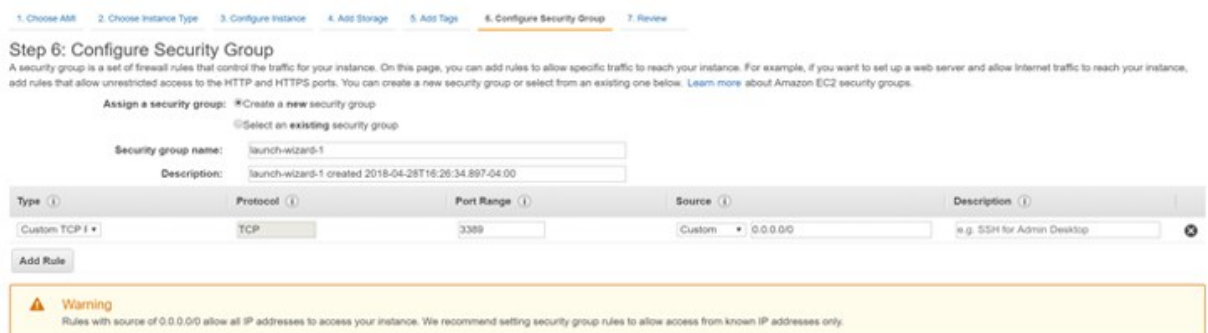 1. Choose AMI 2. Choose Instance Type 3. Configure Instance 4. Add Storage 5. Add Tags 6. Configure Security Group 7. Review
Step 6: Configure Security Group
A security group is a set of firewall rules that control the traffic for your instance. On this page, you can add rules to allow specific traffic to reach your instance. For example, if you want to set up a web server and allow Internet traffic to reach your instance,
add rules that allow unrestricted access to the HTTP and HTTPS ports. You can create a new security group or select from an existing one below. Learn more about Amazon EC2 security groups.
Assign a security group: Create a new security group
Select an existing security group
Security group name: launch-wizard-1
Description: launch-wizard-1 created 2018-04-28T16:26:34.897-04:00
Type Protocol Port Range Source Description
Custom TCP TCP 3389 Custom 0.0.0.0/0 e.g. SSH for Admin Desktop
Add Rule
Warning
Rules with source of 0.0.0.0/0 allow all IP addresses to access your instance. We recommend setting security group rules to allow access from known IP addresses only.